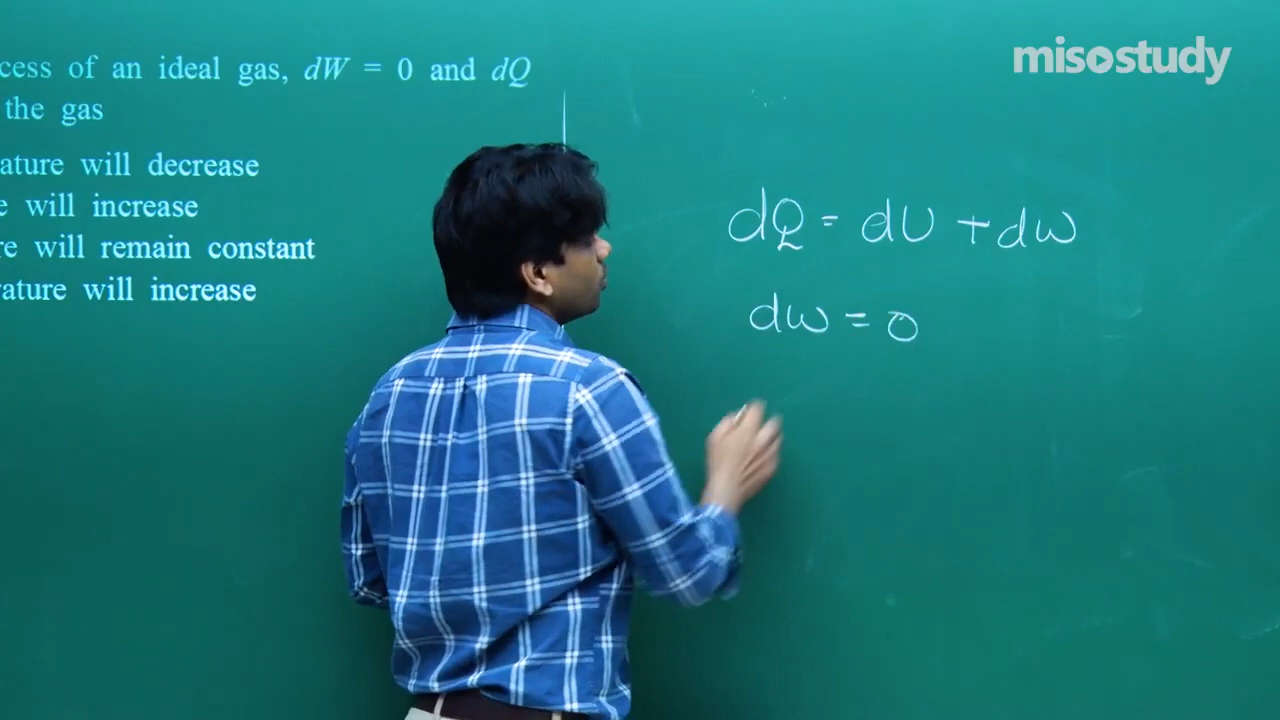 cess of an ideal gas, dW = 0 and dQ
the gas
ature will decrease
e will increase
re will remain constant
rature will increase
misostudy
dQ = dU + dw
dw = 0